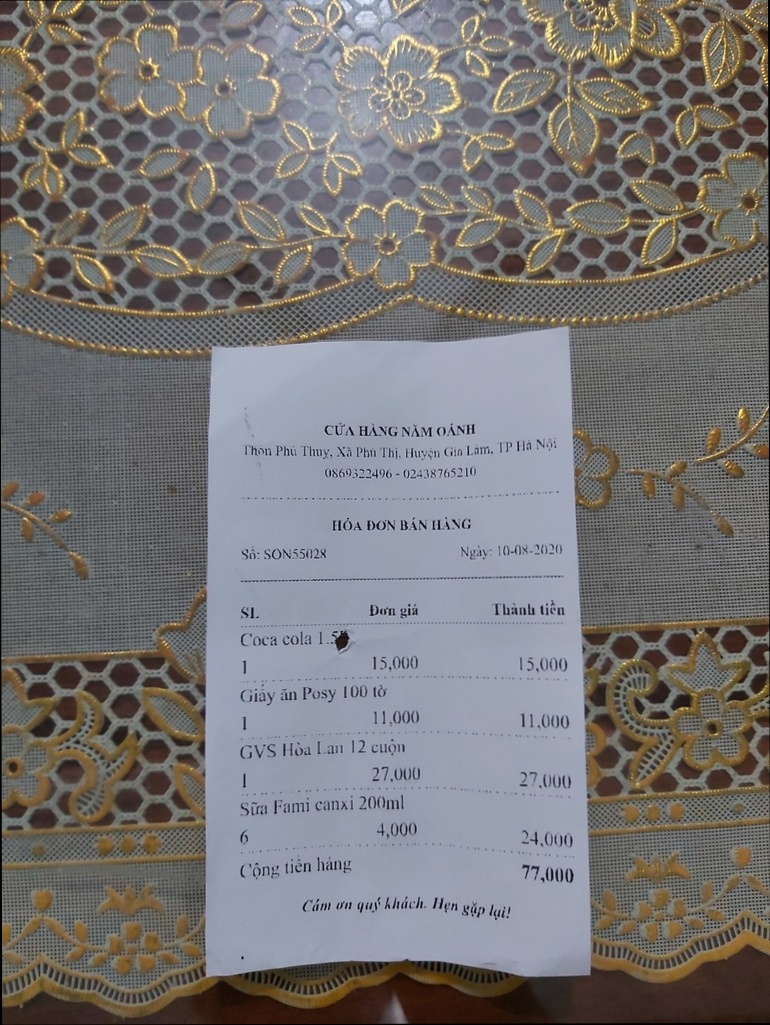 CỬA HÀNG NĂM OÁNH
Thôn Phú Thụy, Xã Phú Thị, Huyện Gia Lâm, TP Hà Nội
0869322496 - 02438765210
HÓA ĐƠN BÁN HÀNG
Số: SON55028 Ngày: 10-08-2020
SL Đơn giá Thành tiền
Coca cola 1.5
1 15,000 15,000
Giấy ăn Posy 100 tờ
1 11,000 11,000
GVS Hà Lan 12 cuộn
1 27,000 27,000
Sữa Fami canxi 200ml
6 4,000 24,000
Cộng tiền hàng 77,000
Cảm ơn quý khách. Hẹn gặp lại!